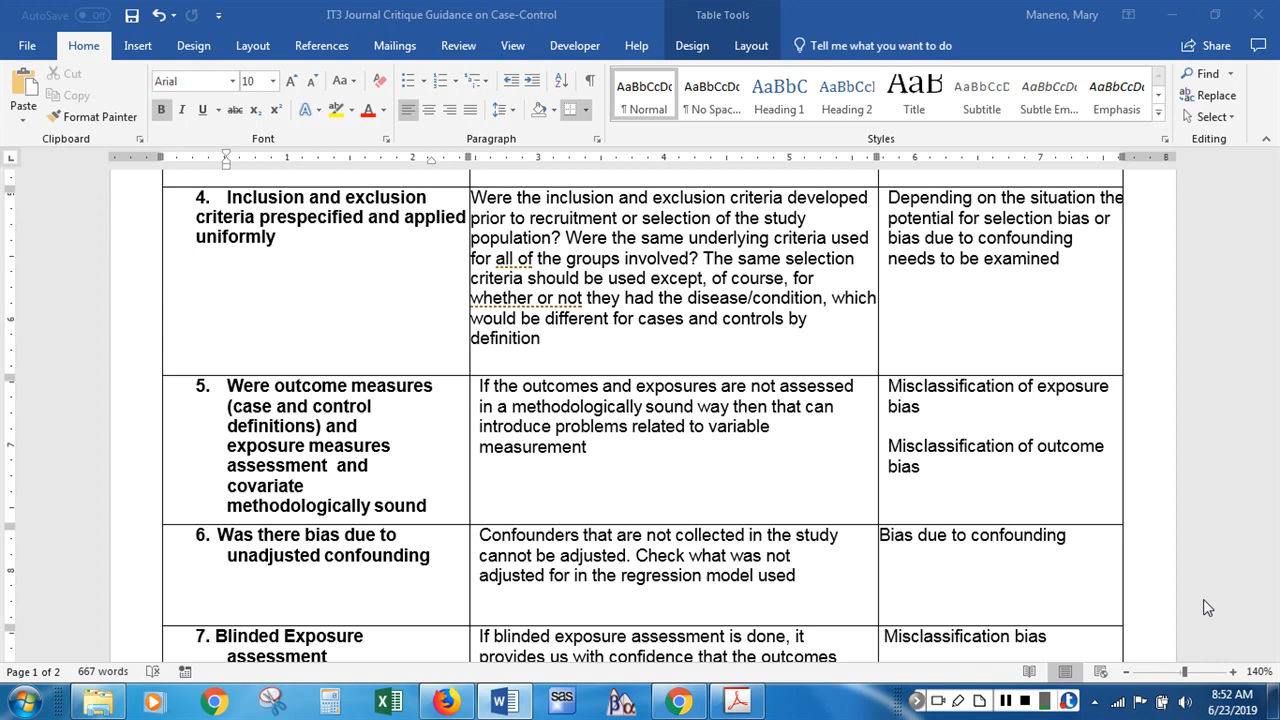 AutoSave Off
IT3 Journal Critique Guidance on Case-Control
Table Tools
Maneno, Mary
File Home Insert Design Layout References Mailings Review View Developer Help Design Layout Tell me what you want to do Share
Paste
Cut
Copy
Format Painter
Arial 10
AaBbCcDc AaBbCcDc AaBbC AaBbCcI AaB AaBbCcD AaBbCcDc AaBbCcDc
¶ Normal ¶ No Spac... Heading 1 Heading 2 Title Subtitle Subtle Em... Emphasis
Find
Replace
Select
Clipboard Font Paragraph Styles Editing
1 2 3 4 5 6 7 8
4. Inclusion and exclusion
criteria prespecified and applied
uniformly
Were the inclusion and exclusion criteria developed
prior to recruitment or selection of the study
population? Were the same underlying criteria used
for all of the groups involved? The same selection
criteria should be used except, of course, for
whether or not they had the disease/condition, which
would be different for cases and controls by
definition
Depending on the situation the
potential for selection bias or
bias due to confounding
needs to be examined
5. Were outcome measures
(case and control
definitions) and
exposure measures
assessment and
covariate
methodologically sound
If the outcomes and exposures are not assessed
in a methodologically sound way then that can
introduce problems related to variable
measurement
Misclassification of exposure
bias
Misclassification of outcome
bias
6. Was there bias due to
unadjusted confounding
Confounders that are not collected in the study
cannot be adjusted. Check what was not
adjusted for in the regression model used
Bias due to confounding
7. Blinded Exposure
assessment
If blinded exposure assessment is done, it
provides us with confidence that the outcomes
Misclassification bias
Page 1 of 2 667 words
140%
8:52 AM
6/23/2019